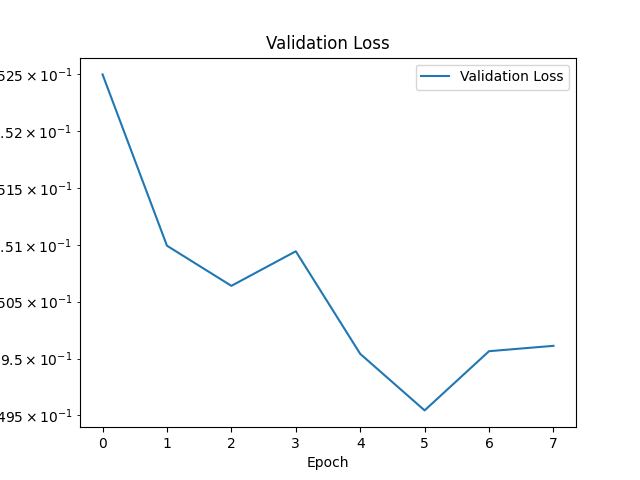 Validation Loss
Validation Loss
525 × 10⁻¹
.52 × 10⁻¹
515 × 10⁻¹
.51 × 10⁻¹
505 × 10⁻¹
9.5 × 10⁻¹
495 × 10⁻¹
0 1 2 3 4 5 6 7
Epoch